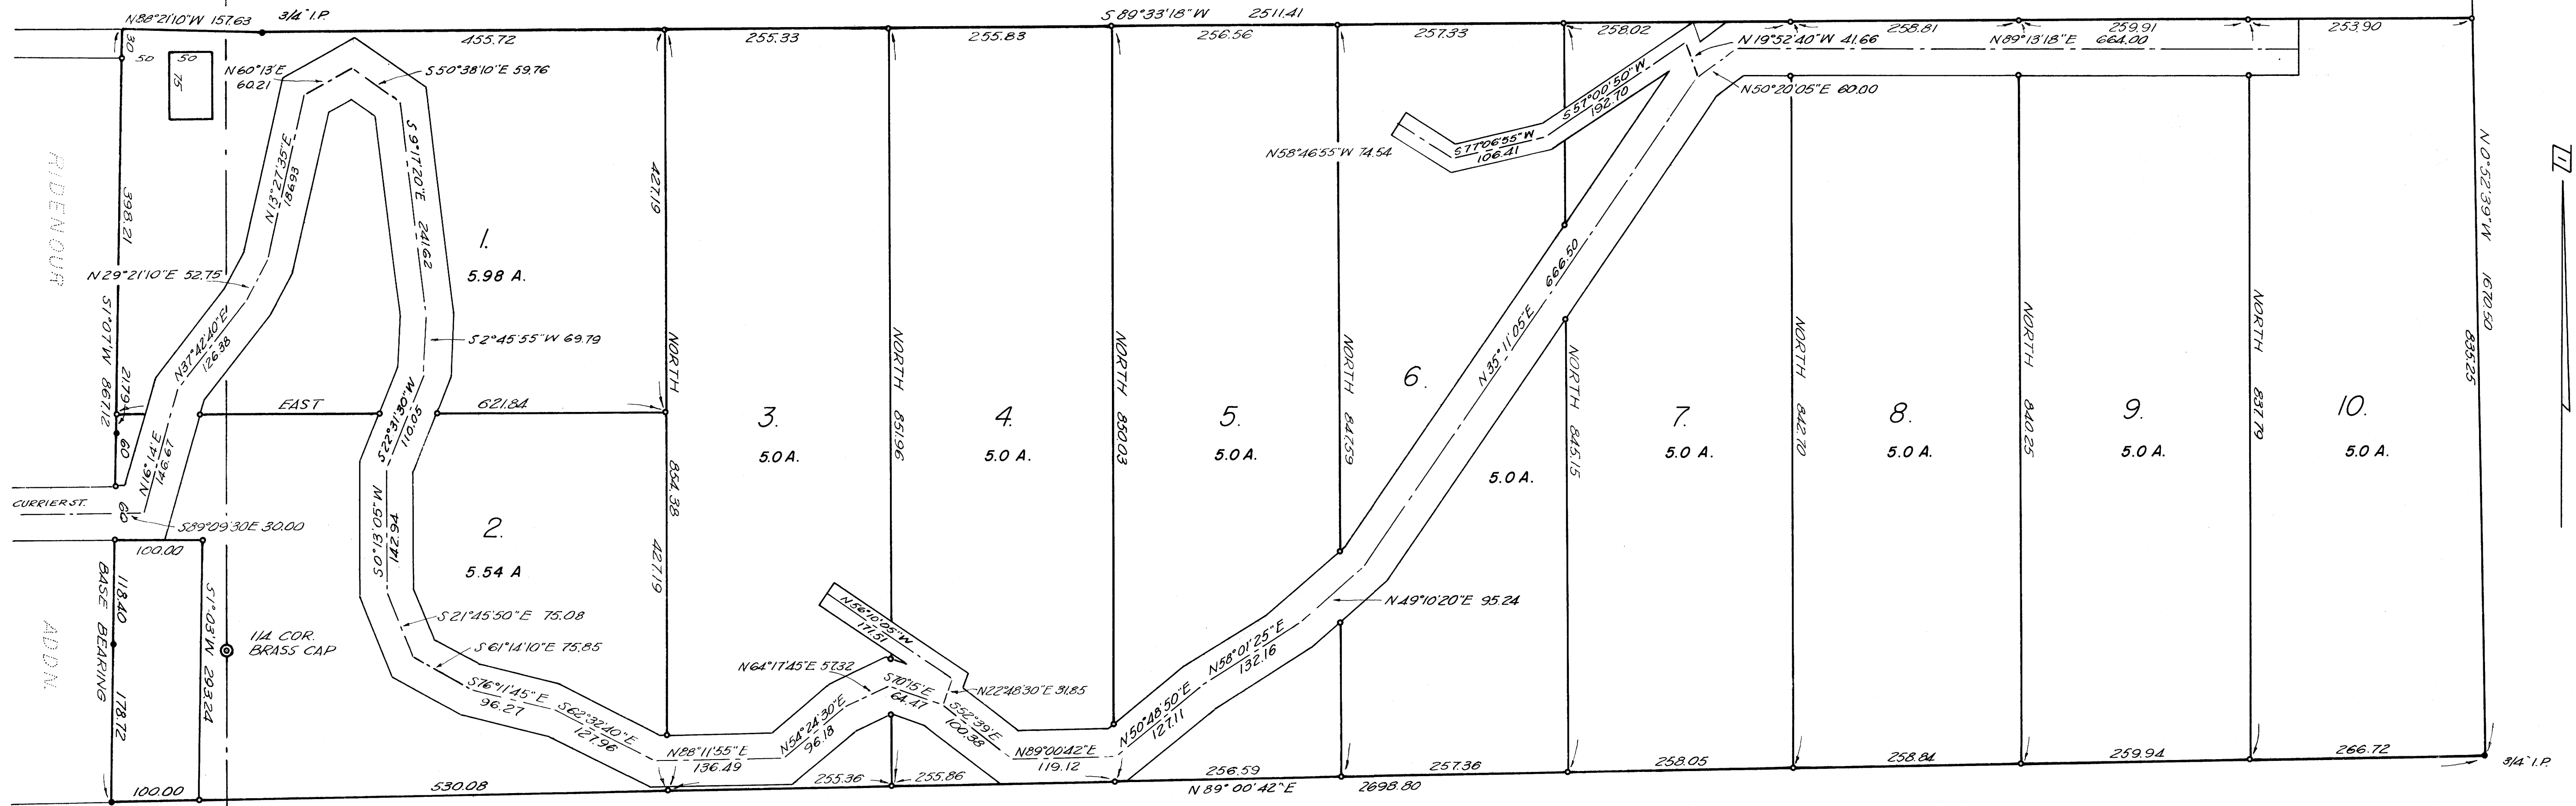 N88°21'10"W 157.63
3/4" I.P.
S 89°33'18"W 2511.41
455.72
255.33
255.83
256.56
257.33
258.02
258.81
259.91
253.90
N19°52'40"W 41.66
N89°13'18"E 664.00
N50°20'05"E 60.00
30
50
50
75
N60°13'E
60.21
S50°38'10"E 59.76
S57°00'50"W
192.70
S77°06'55"W
106.41
N58°46'55"W 74.54
N0°52'39"W 1670.50
835.25
RIDENOUR
398.21
N13°27'35"E
186.93
S9°17'20"E 241.62
427.19
1.
5.98 A.
N29°21'10"E 52.75
S1°07'W 867.12
N37°42'40"E
126.38
S2°45'55"W 69.79
217.94
EAST 621.84
S22°31'30"W
110.05
60
N16°14'E
146.67
CURRIER ST.
60
S89°09'30E 30.00
100.00
NORTH 854.38
NORTH 851.96
NORTH 850.03
NORTH 847.59
NORTH 845.15
NORTH 842.70
NORTH 840.25
NORTH 837.79
N35°11'05"E 666.50
3.
5.0 A.
4.
5.0 A.
5.
5.0 A.
6.
5.0 A.
7.
5.0 A.
8.
5.0 A.
9.
5.0 A.
10.
5.0 A.
2.
5.54 A
S0°13'05"W.
142.94
427.19
118.40
BASE BEARING
178.72
S1°03'W 293.24
1/4 COR.
BRASS CAP
ADDN.
S21°45'50"E 75.08
S61°14'10"E 75.85
S76°11'45"E
96.27
S62°32'40"E
127.96
N88°11'55"E
136.49
N54°24'30"E
96.18
N64°17'45"E 57.32
N56°10'05"W
171.51
S70°15'E
64.47
N22°48'30"E 31.85
S52°39'E
100.38
N89°00'42"E
119.12
N50°48'50"E
127.11
N58°01'25"E
132.16
N49°10'20"E 95.24
100.00
530.08
255.36
255.86
256.59
257.36
258.05
258.84
259.94
266.72
3/4" I.P.
N 89°00'42"E 2698.80